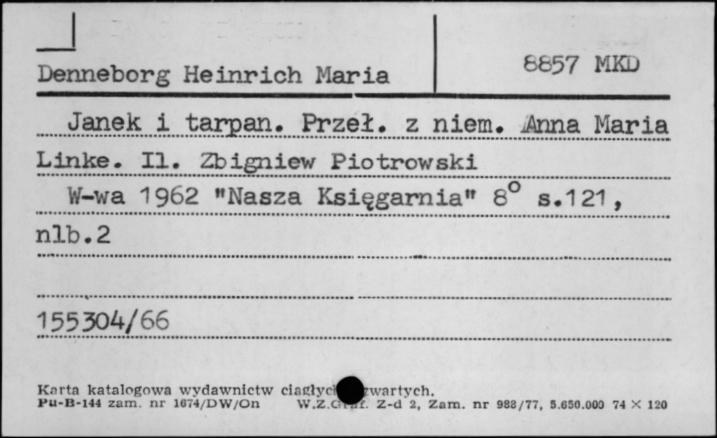 Denneborg Heinrich Maria
8857 MKD
Janek i tarpan. Przeł. z niem. Anna Maria
Linke. Il. Zbigniew Piotrowski
W-wa 1962 "Nasza Księgarnia" 8° s.121,
nlb.2
155304/66
Karta katalogowa wydawnictw
Pu-B-144 zam. nr 1674/DW/On W.Z.Graf. Z-d 2, Zam. nr 988/77, 5.650.000 74 × 120